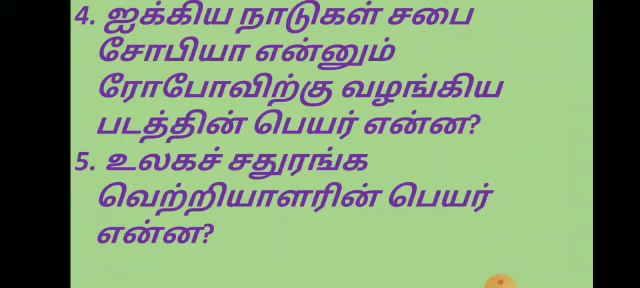 4. ஐக்கிய நாடுகள் சபை
சோபியா என்னும்
ரோபோவிற்கு வழங்கிய
படத்தின் பெயர் என்ன?
5. உலகச் சதுரங்க
வெற்றியாளரின் பெயர்
என்ன?